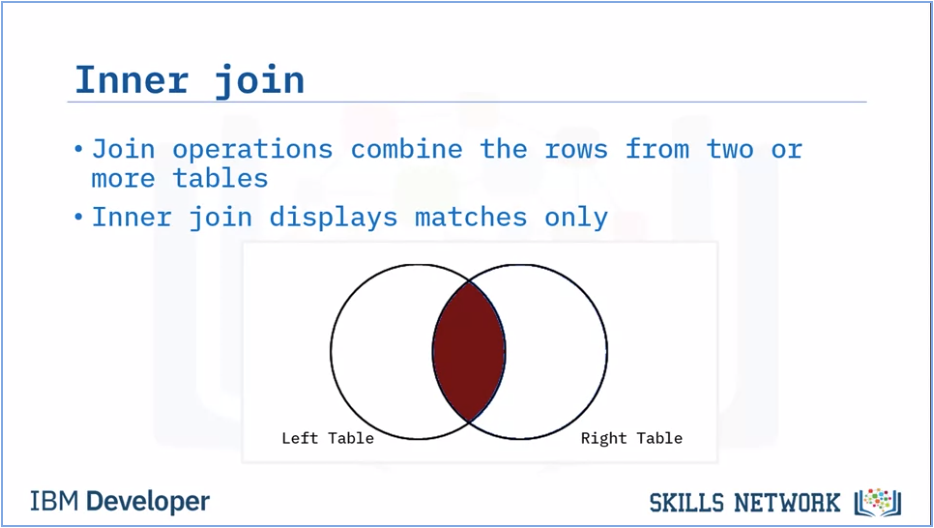 Inner join
• Join operations combine the rows from two or
more tables
• Inner join displays matches only
Left Table
Right Table
IBM Developer
SKILLS NETWORK